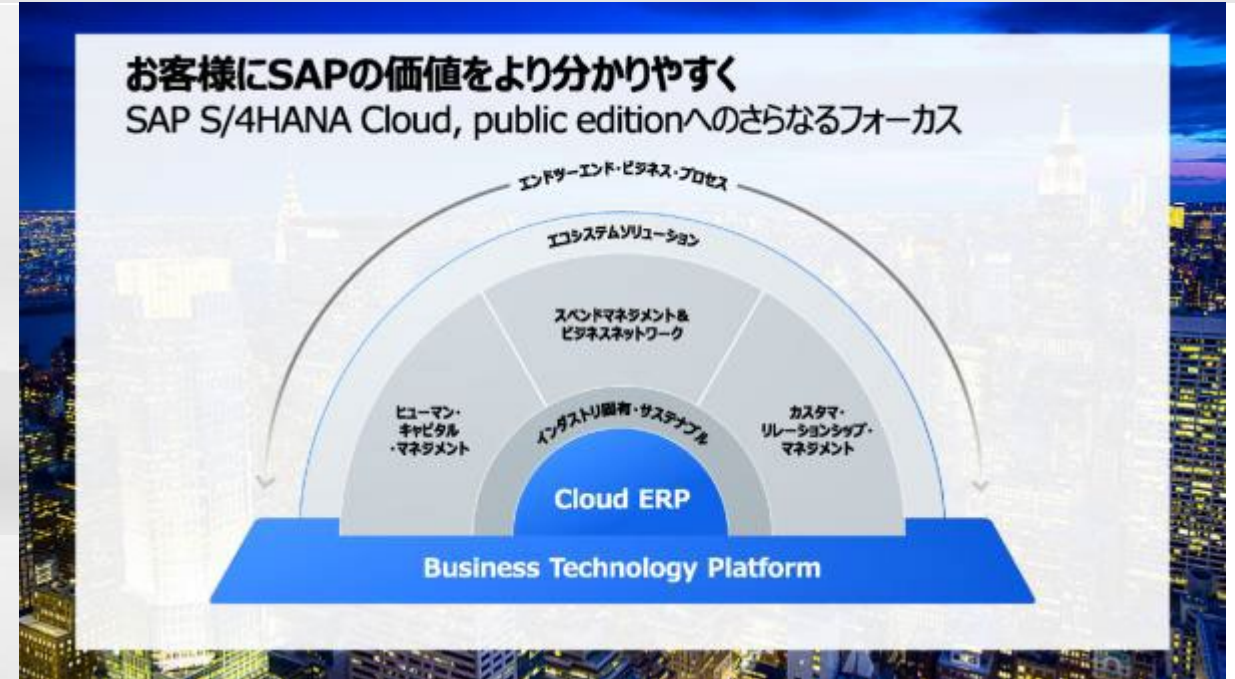 お客様にSAPの価値をより分かりやすく
SAP S/4HANA Cloud, public editionへのさらなるフォーカス
エンドツーエンド・ビジネス・プロセス
エコシステムソリューション
スペンドマネジメント&
ビジネスネットワーク
ヒューマン・
キャピタル
・マネジメント
インダストリ固有・サステナブル
カスタマ・
リレーションシップ・
マネジメント
Cloud ERP
Business Technology Platform